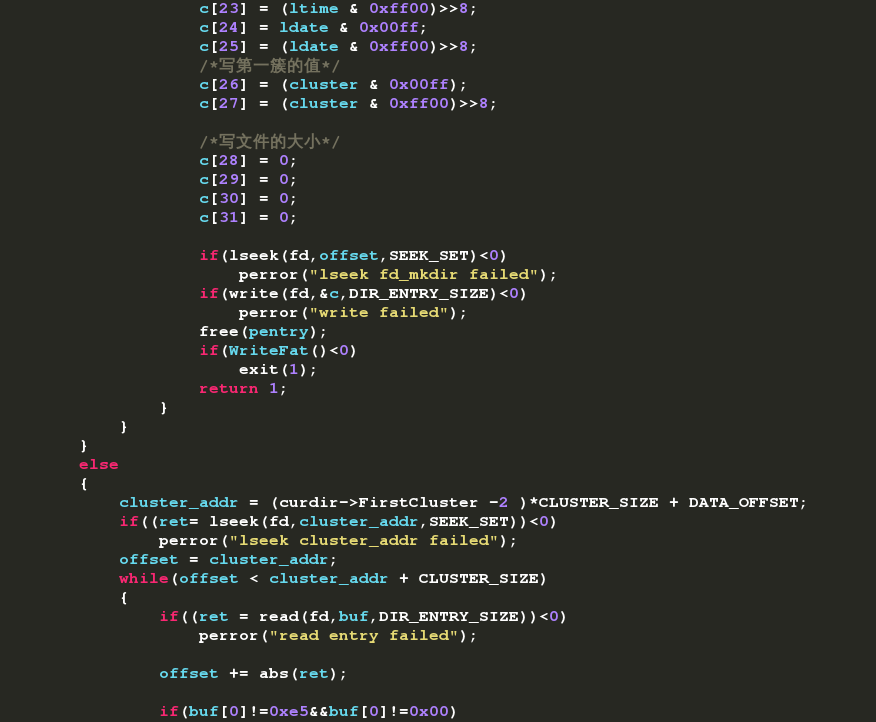 c[23] = (ltime & 0xff00)>>8;
c[24] = ldate & 0x00ff;
c[25] = (ldate & 0xff00)>>8;
/*写第一簇的值*/
c[26] = (cluster & 0x00ff);
c[27] = (cluster & 0xff00)>>8;
/*写文件的大小*/
c[28] = 0;
c[29] = 0;
c[30] = 0;
c[31] = 0;
if(lseek(fd,offset,SEEK_SET)<0)
perror("lseek fd_mkdir failed");
if(write(fd,&c,DIR_ENTRY_SIZE)<0)
perror("write failed");
free(pentry);
if(WriteFat()<0)
exit(1);
return 1;
}
}
}
else
{
cluster_addr = (curdir->FirstCluster -2 )*CLUSTER_SIZE + DATA_OFFSET;
if((ret= lseek(fd,cluster_addr,SEEK_SET))<0)
perror("lseek cluster_addr failed");
offset = cluster_addr;
while(offset < cluster_addr + CLUSTER_SIZE)
{
if((ret = read(fd,buf,DIR_ENTRY_SIZE))<0)
perror("read entry failed");
offset += abs(ret);
if(buf[0]!=0xe5&&buf[0]!=0x00)